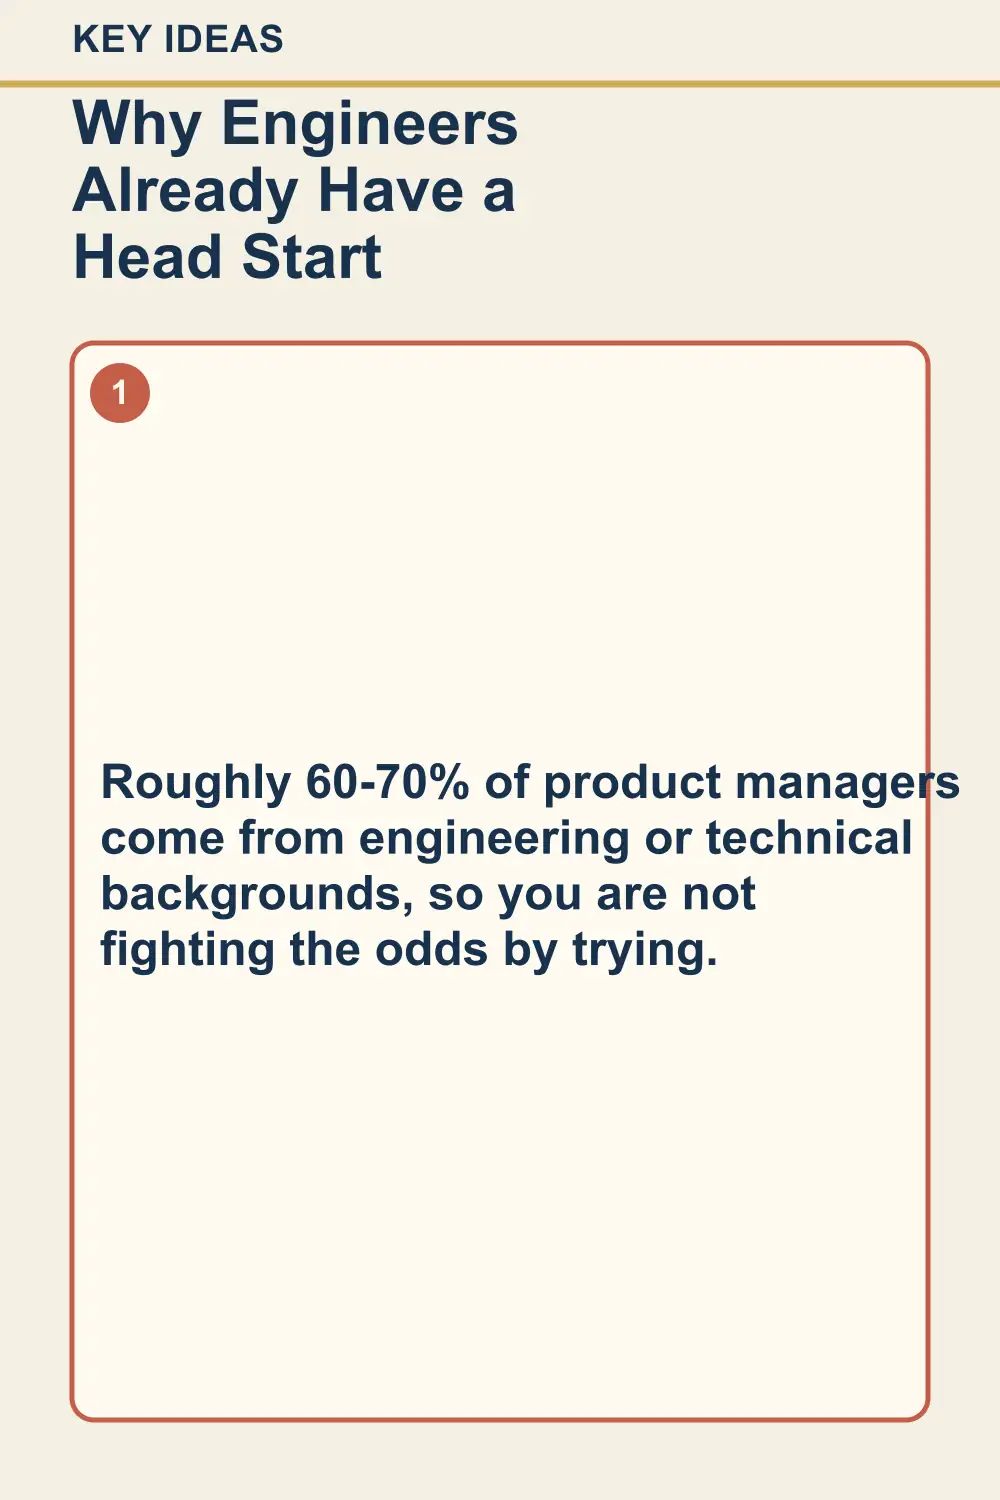 KEY IDEAS
Why Engineers
Already Have a
Head Start
1
Roughly 60-70% of product managers
come from engineering or technical
backgrounds, so you are not
fighting the odds by trying.